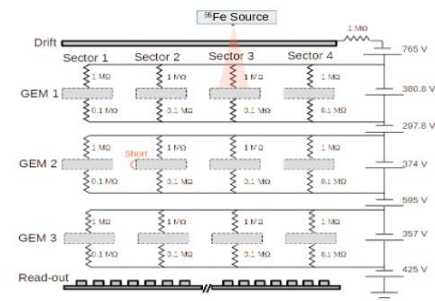 ⁵⁵Fe Source
1 MΩ
Drift
765 V
Sector 1 Sector 2 Sector 3 Sector 4
1 MΩ 1 MΩ 1 MΩ 1 MΩ
GEM 1
380.8 V
0.1 MΩ 0.1 MΩ 0.1 MΩ 0.1 MΩ
297.8 V
1 MΩ 1 MΩ 1 MΩ 1 MΩ
Short
GEM 2
374 V
0.1 MΩ 0.1 MΩ 0.1 MΩ 0.1 MΩ
595 V
1 MΩ 1 MΩ 1 MΩ 1 MΩ
GEM 3
357 V
0.1 MΩ 0.1 MΩ 0.1 MΩ 0.1 MΩ
Read-out
425 V